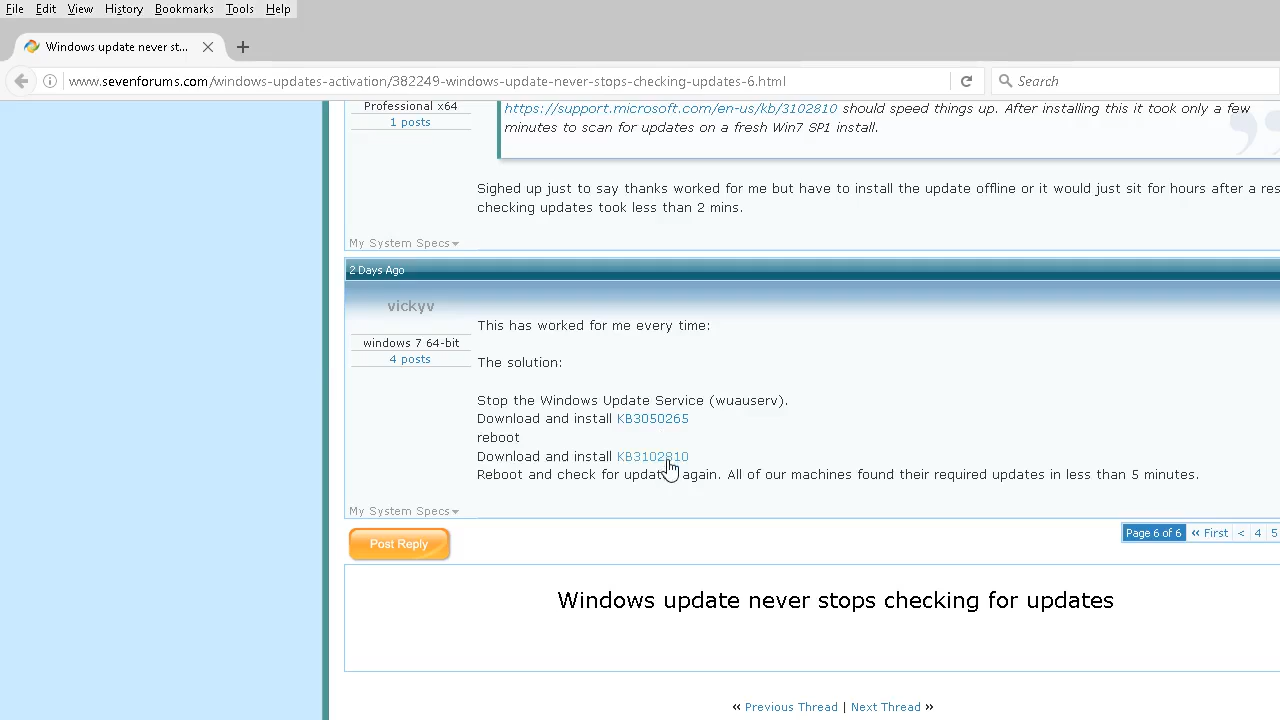 File Edit View History Bookmarks Tools Help
Windows update never st...
www.sevenforums.com/windows-updates-activation/382249-windows-update-never-stops-checking-updates-6.html
Search
Professional x64
1 posts
https://support.microsoft.com/en-us/kb/3102810 should speed things up. After installing this it took only a few
minutes to scan for updates on a fresh Win7 SP1 install.
Sighed up just to say thanks worked for me but have to install the update offline or it would just sit for hours after a res
checking updates took less than 2 mins.
My System Specs
2 Days Ago
vickyv
windows 7 64-bit
4 posts
This has worked for me every time:
The solution:
Stop the Windows Update Service (wuauserv).
Download and install KB3050265
reboot
Download and install KB3102810
Reboot and check for updates again. All of our machines found their required updates in less than 5 minutes.
My System Specs
Post Reply
Page 6 of 6 « First < 4 5
Windows update never stops checking for updates
« Previous Thread | Next Thread »